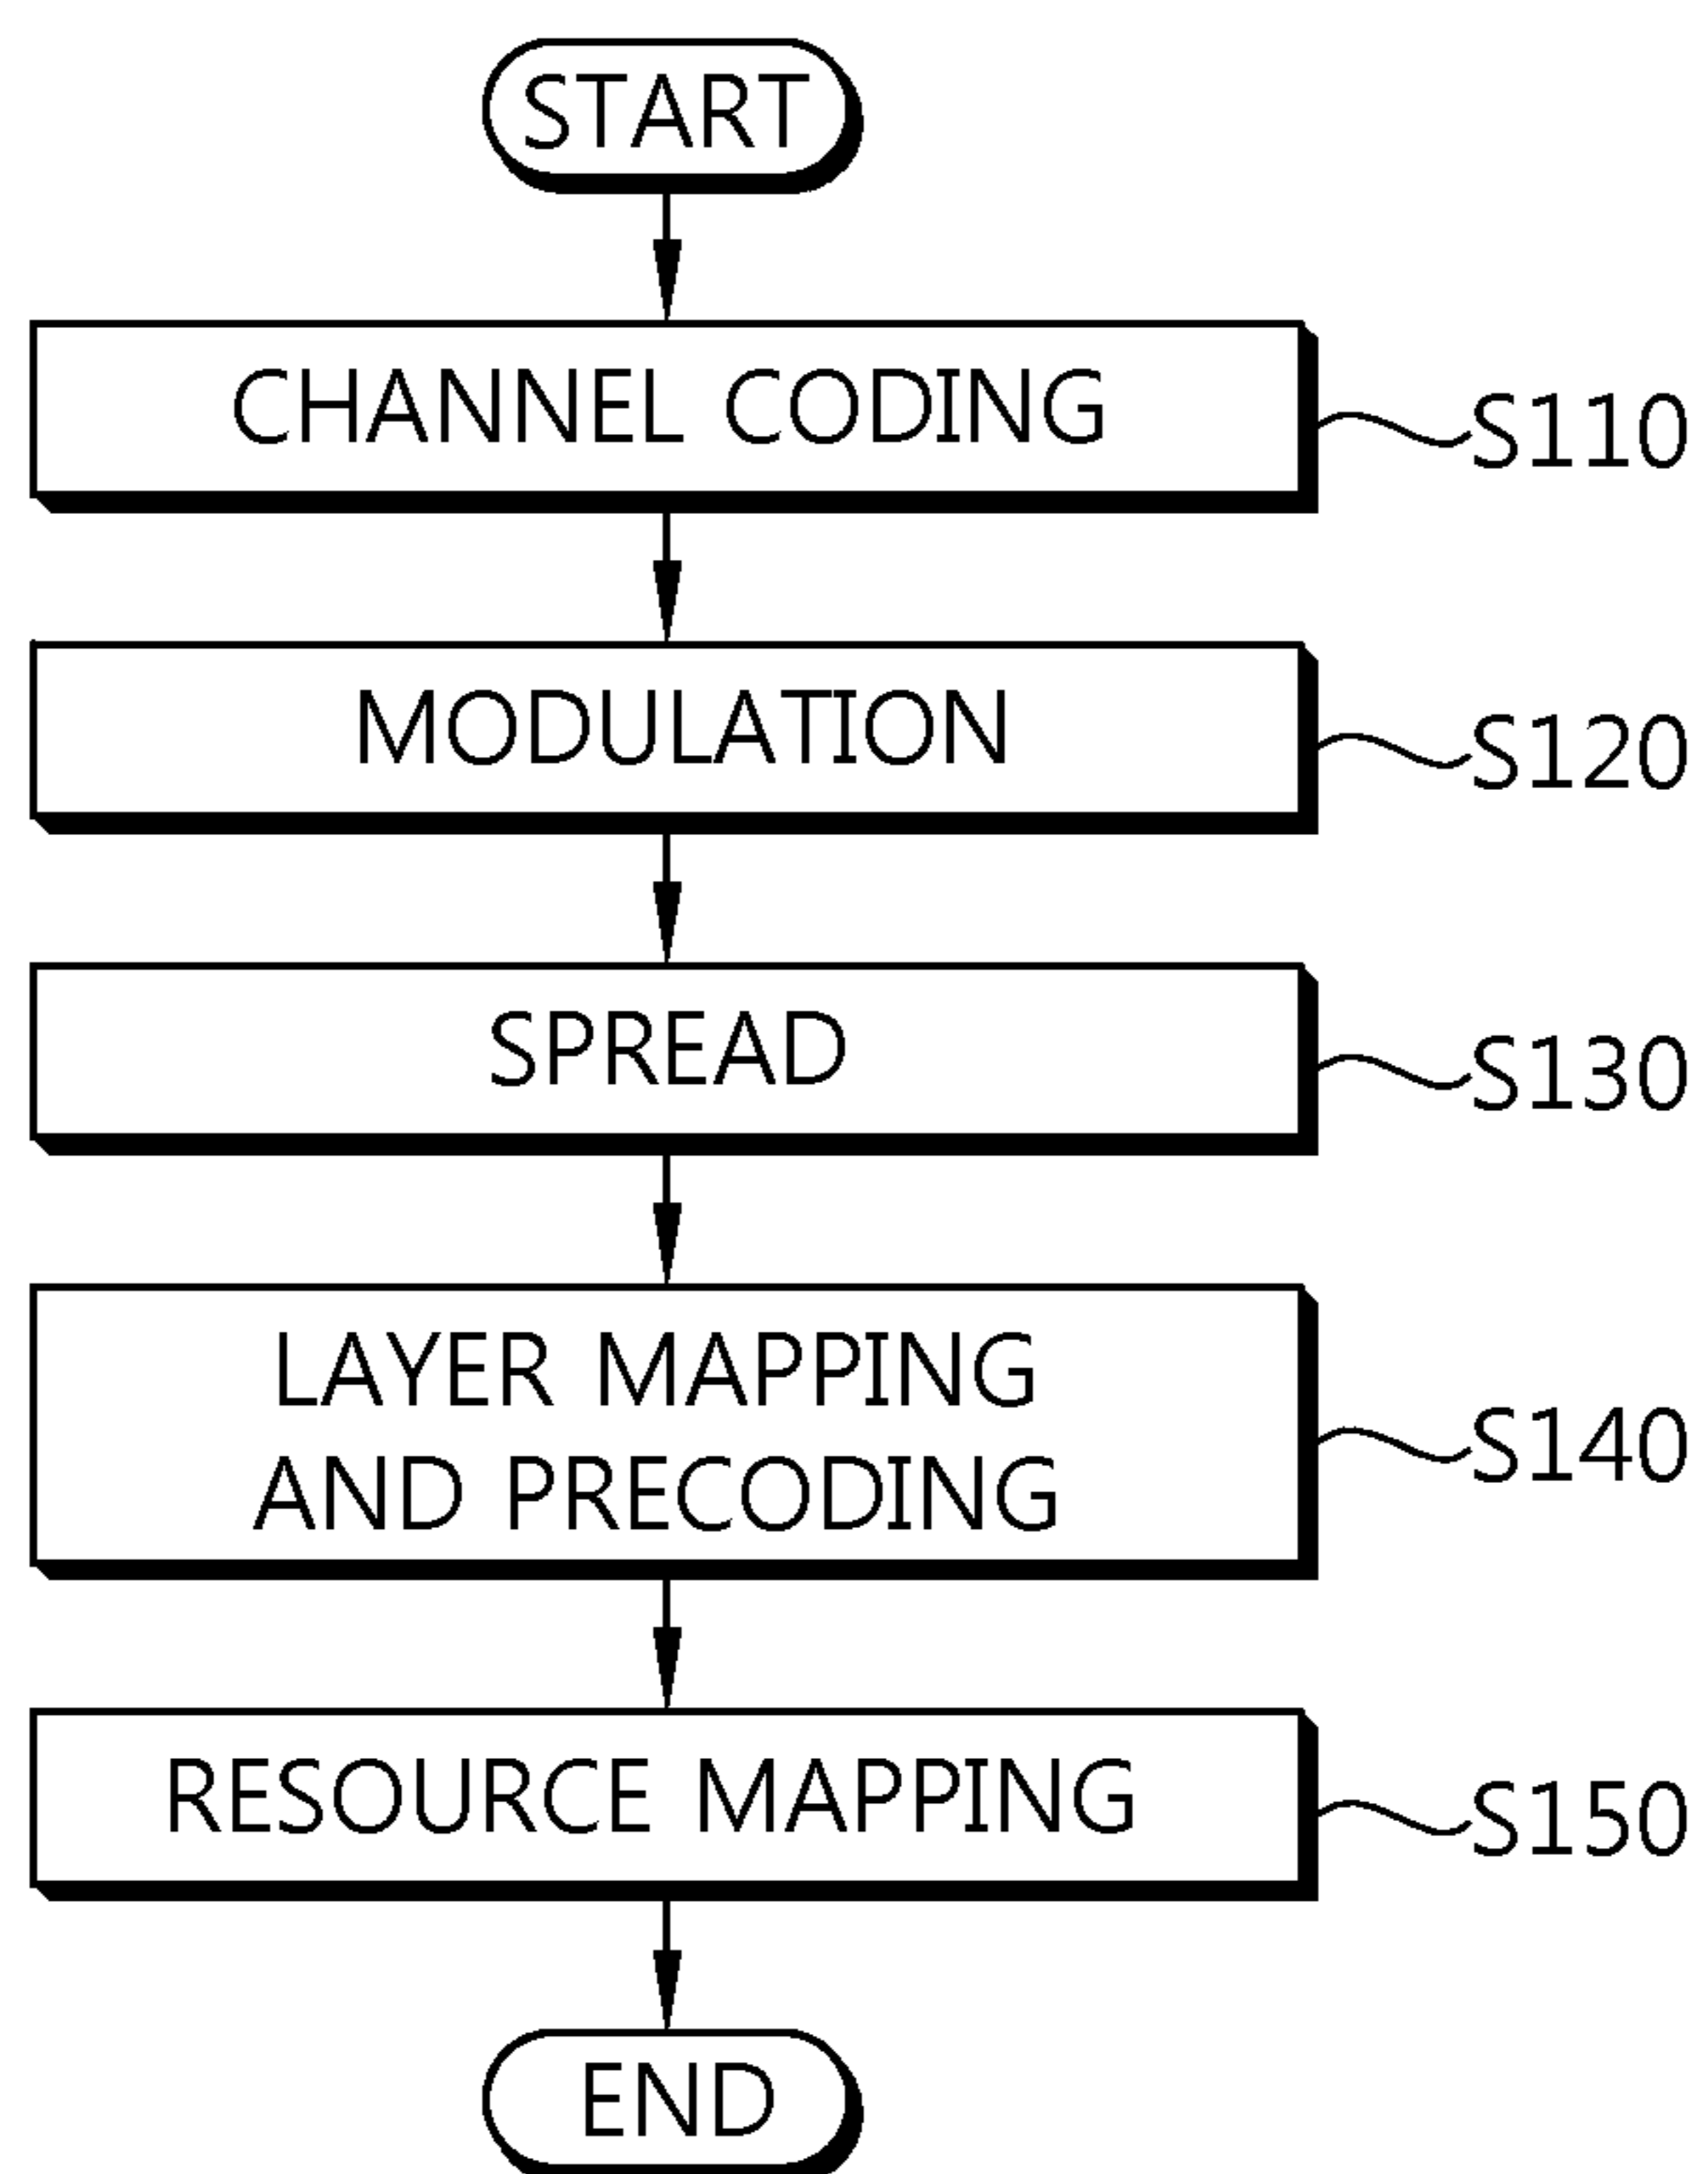 START
CHANNEL CODING
S110
MODULATION
S120
SPREAD
S130
LAYER MAPPING
AND PRECODING
S140
RESOURCE MAPPING
S150
END